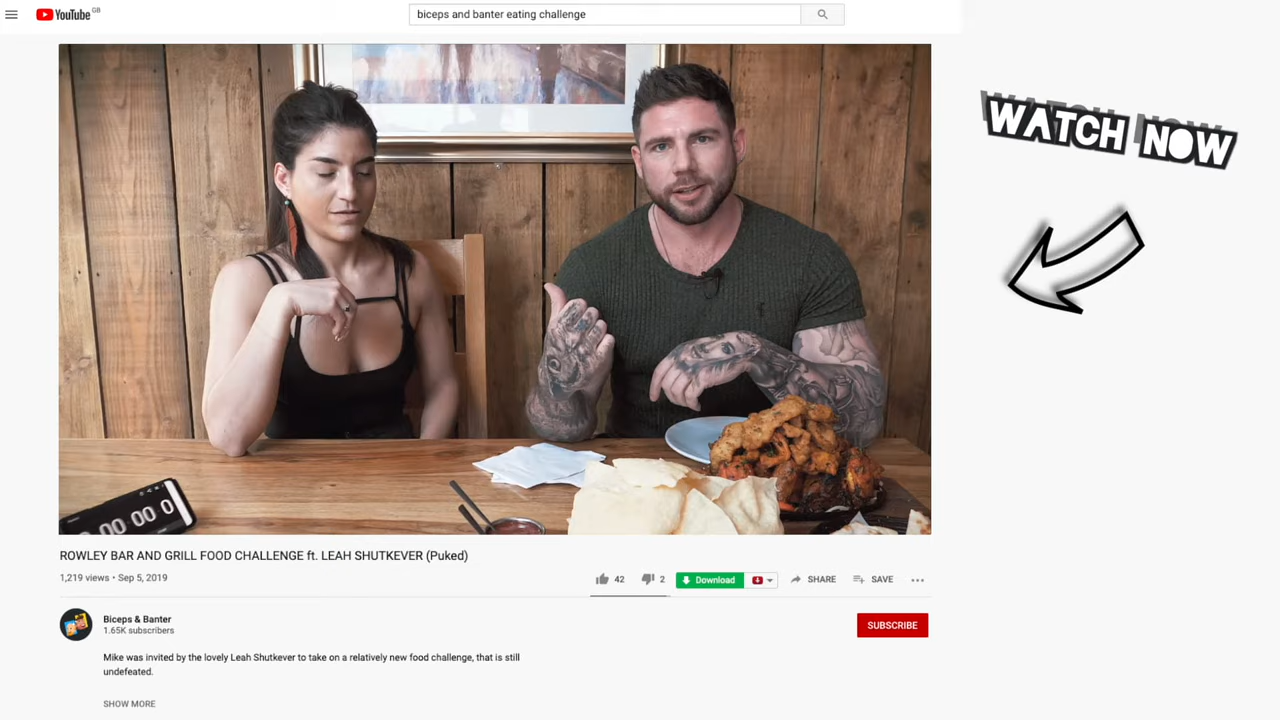 YouTube GB
biceps and banter eating challenge
WATCH NOW
00 00 0
ROWLEY BAR AND GRILL FOOD CHALLENGE ft. LEAH SHUTKEVER (Puked)
1,219 views • Sep 5, 2019
42
2
Download
SHARE
SAVE
Biceps & Banter
1.65K subscribers
SUBSCRIBE
Mike was invited by the lovely Leah Shutkever to take on a relatively new food challenge, that is still
undefeated.
SHOW MORE